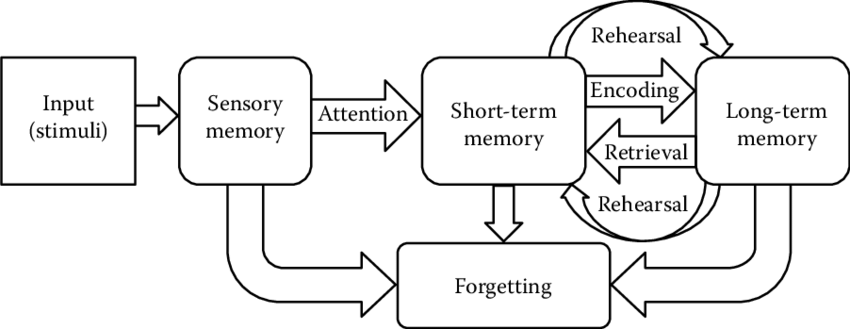 Rehearsal
Input
(stimuli)
Sensory
memory
Attention
Short-term
memory
Encoding
Retrieval
Long-term
memory
Rehearsal
Forgetting